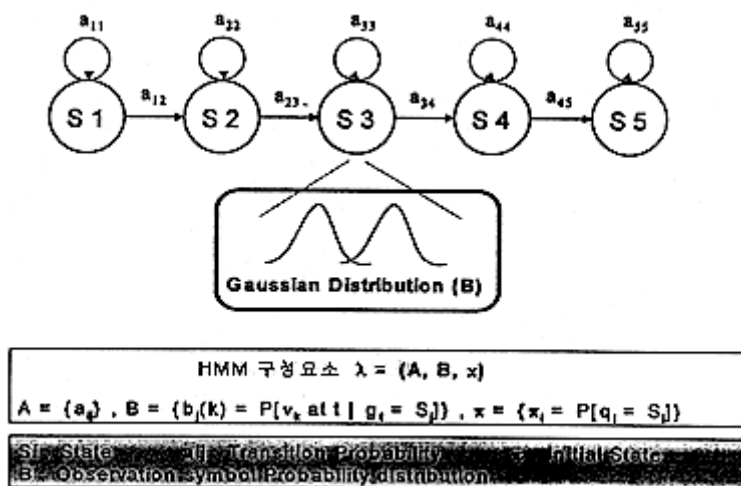 a11 a22 a33 a44 a55
S 1 a12 S 2 a23 S 3 a34 S 4 a45 S 5
Gaussian Distribution (B)
HMM 구성요소 λ = (A, B, π)
A = {aij} , B = {bj(k) = P[vk at t | qt = Sj]} , π = {πi = P[q1 = Si]}
State Transition Probability Initial State
B : Observation symbol Probability distribution